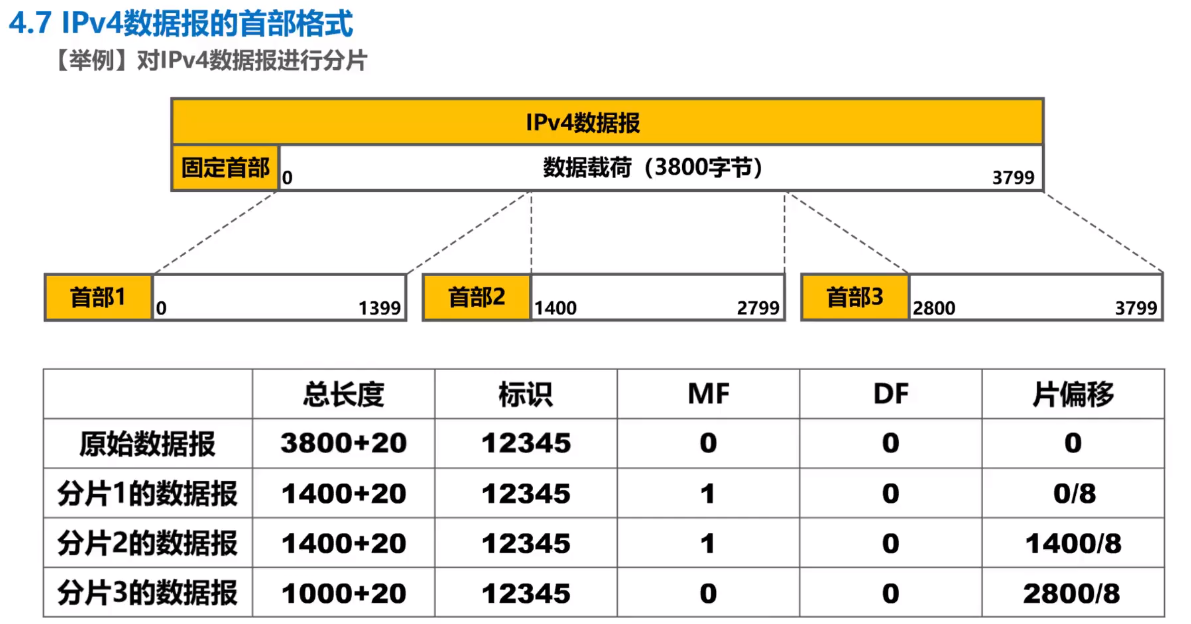 4.7 IPv4数据报的首部格式
【举例】对IPv4数据报进行分片
IPv4数据报
固定首部 0 数据载荷（3800字节） 3799
首部1 0 1399 首部2 1400 2799 首部3 2800 3799
总长度 标识 MF DF 片偏移
原始数据报 3800+20 12345 0 0 0
分片1的数据报 1400+20 12345 1 0 0/8
分片2的数据报 1400+20 12345 1 0 1400/8
分片3的数据报 1000+20 12345 0 0 2800/8